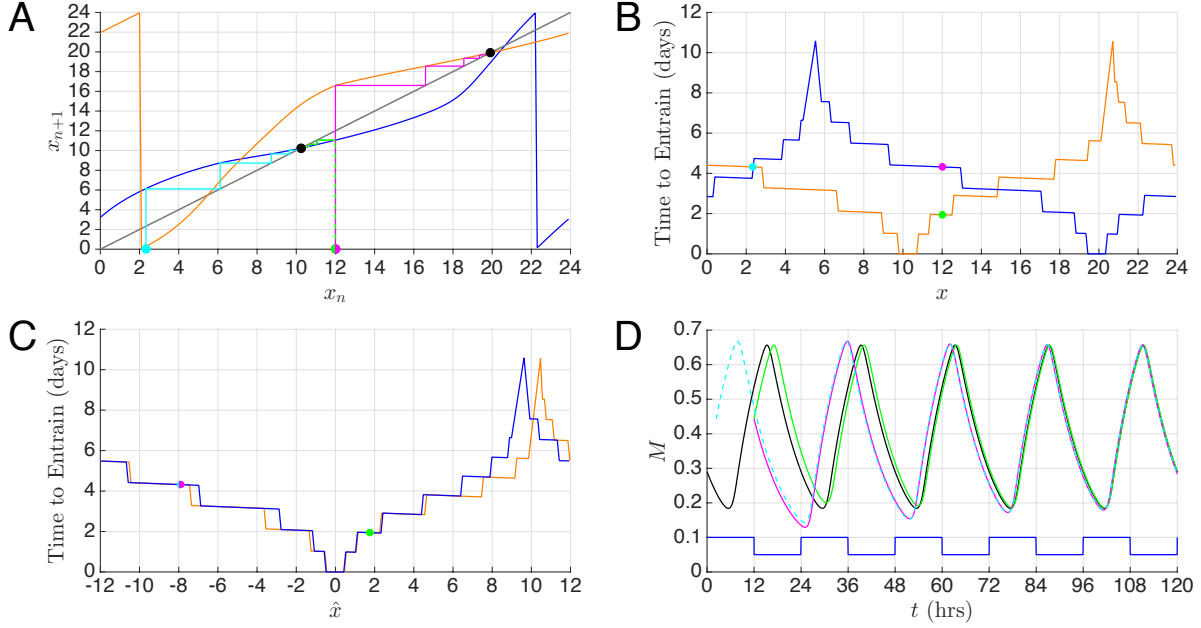 A
24
22
20
18
16
14
12
10
8
6
4
2
0
x_{n+1}
0 2 4 6 8 10 12 14 16 18 20 22 24
x_n
B
12
10
8
6
4
2
0
Time to Entrain (days)
0 2 4 6 8 10 12 14 16 18 20 22 24
x
C
12
10
8
6
4
2
0
Time to Entrain (days)
-12 -10 -8 -6 -4 -2 0 2 4 6 8 10 12
x̂
D
0.7
0.6
0.5
0.4
0.3
0.2
0.1
0
M
0 12 24 36 48 60 72 84 96 108 120
t (hrs)